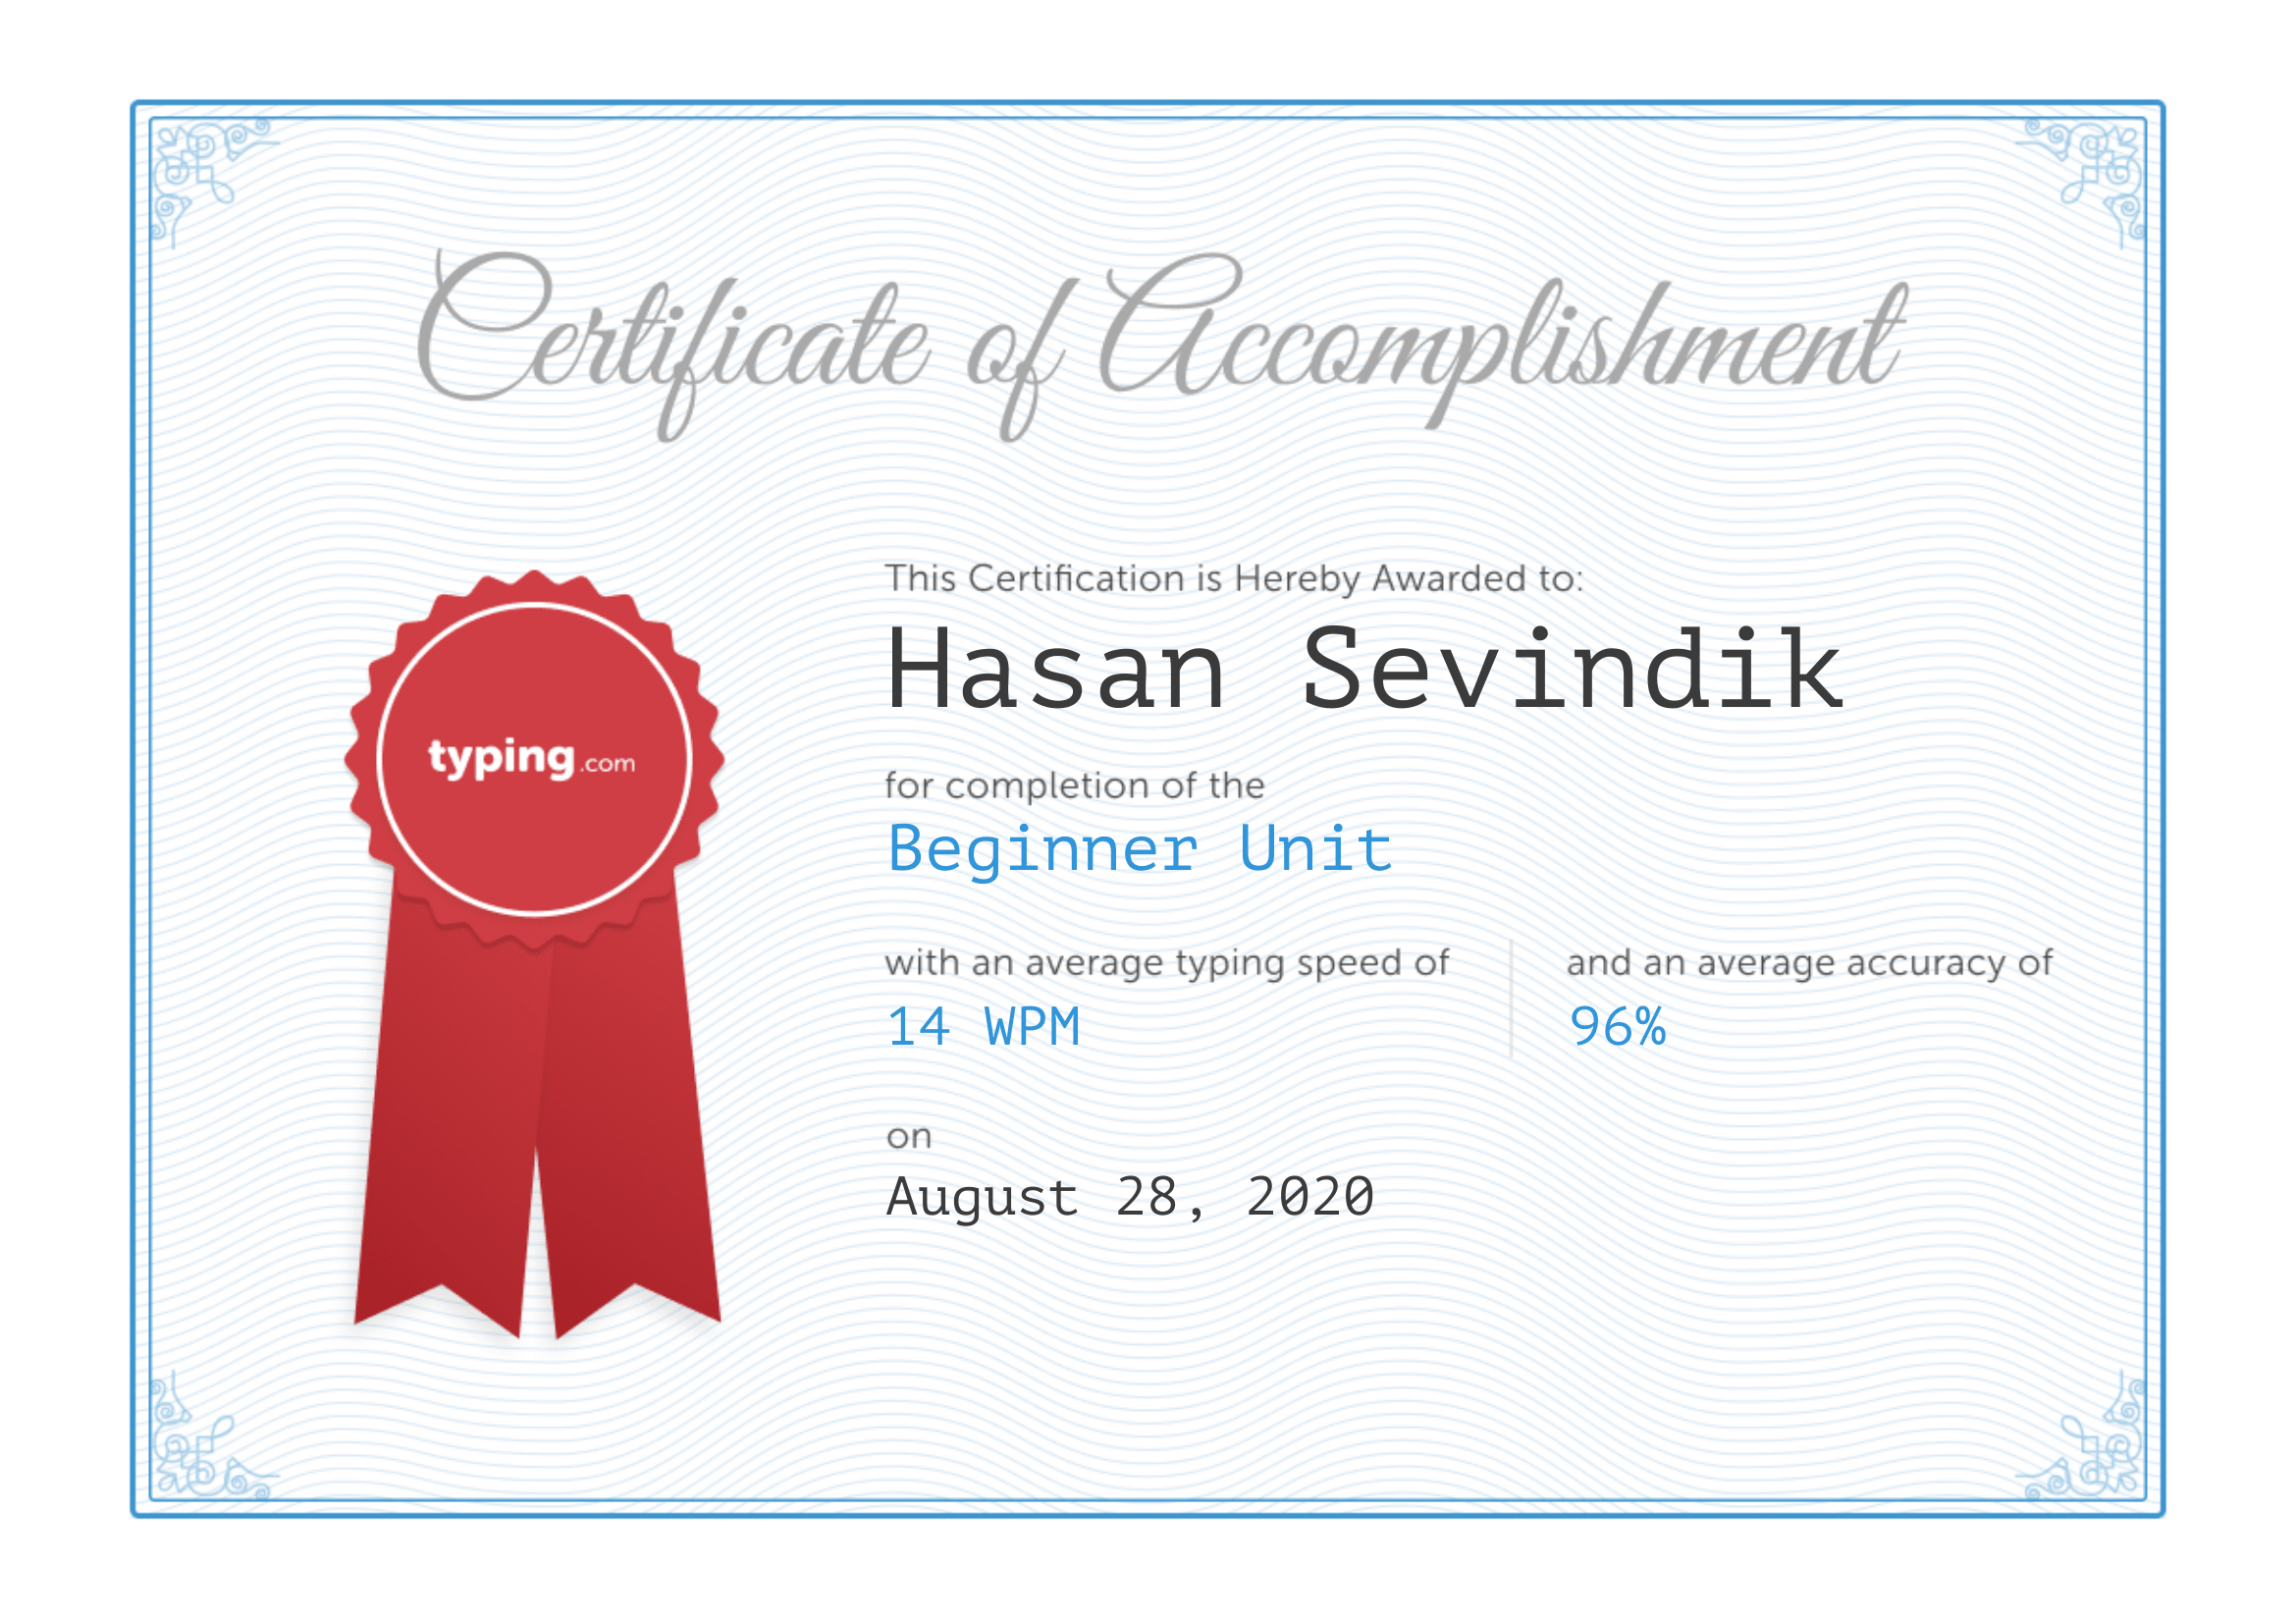 Certificate of Accomplishment
This Certification is Hereby Awarded to:
Hasan Sevindik
typing.com
for completion of the
Beginner Unit
with an average typing speed of
14 WPM
and an average accuracy of
96%
on
August 28, 2020